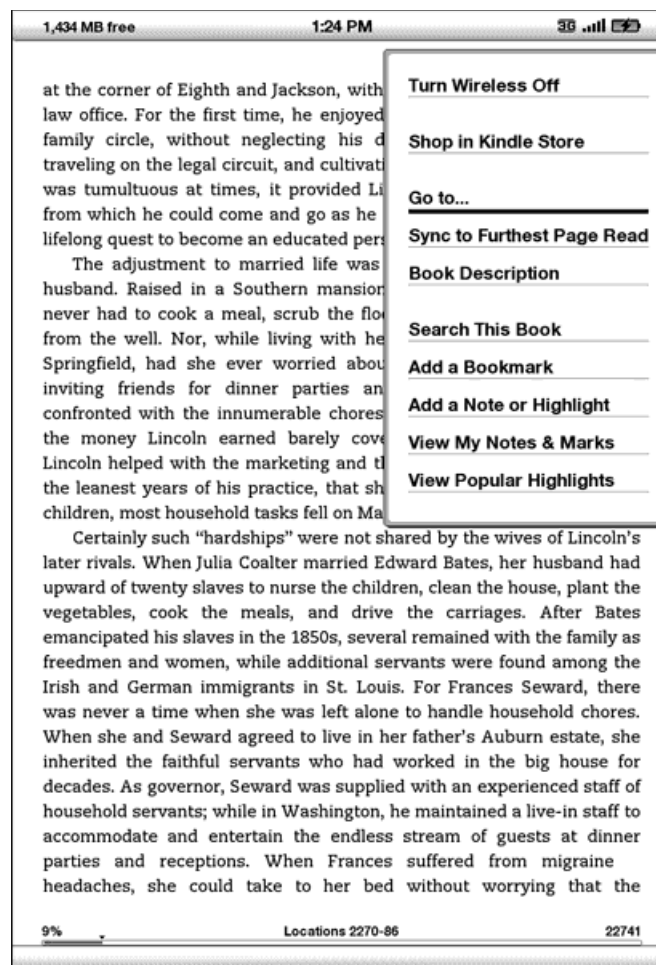 1,434 MB free 1:24 PM 3G
at the corner of Eighth and Jackson, with
law office. For the first time, he enjoyed
family circle, without neglecting his d
traveling on the legal circuit, and cultivati
was tumultuous at times, it provided Li
from which he could come and go as he
lifelong quest to become an educated pers
The adjustment to married life was
husband. Raised in a Southern mansion
never had to cook a meal, scrub the floo
from the well. Nor, while living with he
Springfield, had she ever worried abou
inviting friends for dinner parties an
confronted with the innumerable chores
the money Lincoln earned barely cove
Lincoln helped with the marketing and th
the leanest years of his practice, that sh
children, most household tasks fell on Ma
Turn Wireless Off
Shop in Kindle Store
Go to...
Sync to Furthest Page Read
Book Description
Search This Book
Add a Bookmark
Add a Note or Highlight
View My Notes & Marks
View Popular Highlights
Certainly such “hardships” were not shared by the wives of Lincoln’s
later rivals. When Julia Coalter married Edward Bates, her husband had
upward of twenty slaves to nurse the children, clean the house, plant the
vegetables, cook the meals, and drive the carriages. After Bates
emancipated his slaves in the 1850s, several remained with the family as
freedmen and women, while additional servants were found among the
Irish and German immigrants in St. Louis. For Frances Seward, there
was never a time when she was left alone to handle household chores.
When she and Seward agreed to live in her father’s Auburn estate, she
inherited the faithful servants who had worked in the big house for
decades. As governor, Seward was supplied with an experienced staff of
household servants; while in Washington, he maintained a live-in staff to
accommodate and entertain the endless stream of guests at dinner
parties and receptions. When Frances suffered from migraine
headaches, she could take to her bed without worrying that the
9% Locations 2270-86 22741